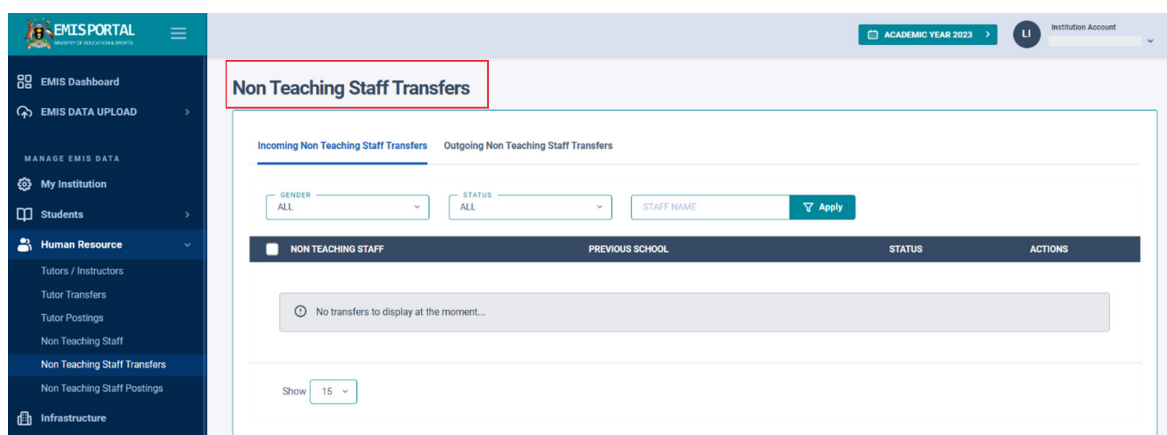 EMIS PORTAL
MINISTRY OF EDUCATION & SPORTS
ACADEMIC YEAR 2023
LI
Institution Account
EMIS Dashboard
EMIS DATA UPLOAD
MANAGE EMIS DATA
My Institution
Students
Human Resource
Tutors / Instructors
Tutor Transfers
Tutor Postings
Non Teaching Staff
Non Teaching Staff Transfers
Non Teaching Staff Postings
Infrastructure
Non Teaching Staff Transfers
Incoming Non Teaching Staff Transfers Outgoing Non Teaching Staff Transfers
GENDER STATUS
ALL ALL STAFF NAME Apply
NON TEACHING STAFF PREVIOUS SCHOOL STATUS ACTIONS
No transfers to display at the moment...
Show 15